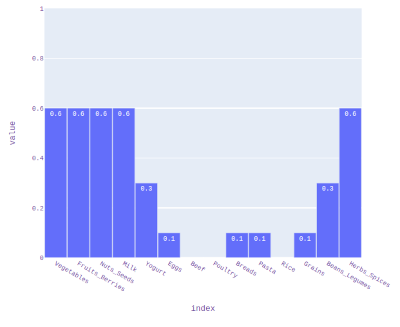 1
0.8
0.6
0.4
0.2
0
value
0.6
0.6
0.6
0.6
0.3
0.1
0.1
0.1
0.1
0.3
0.6
Vegetables
Fruits_Berries
Nuts_Seeds
Milk
Yogurt
Eggs
Beef
Poultry
Breads
Pasta
Rice
Grains
Beans_Legumes
Herbs_Spices
index